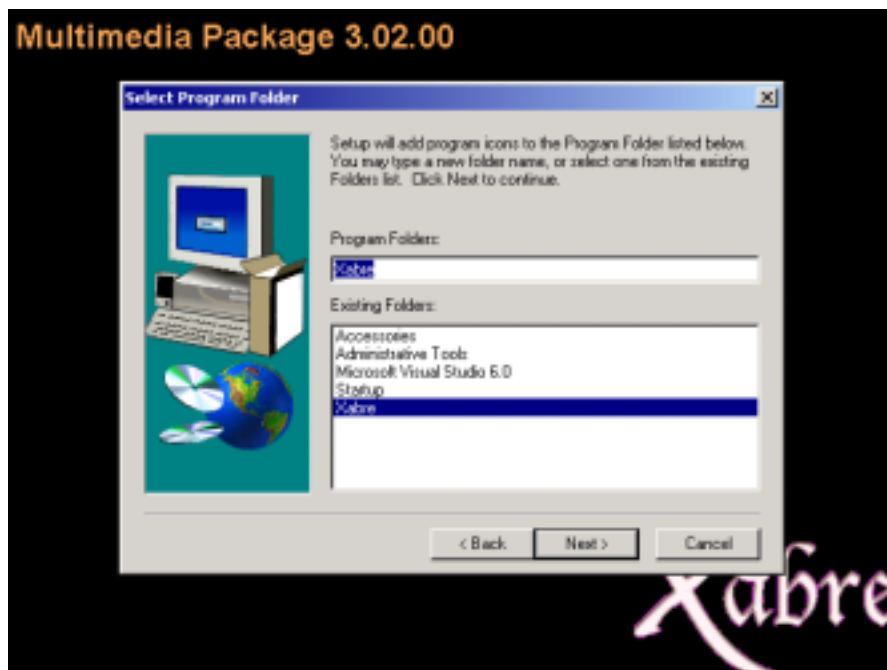 Multimedia Package 3.02.00
Select Program Folder
Setup will add program icons to the Program Folder listed below.
You may type a new folder name, or select one from the existing
Folders list. Click Next to continue.
Program Folders:
Xabre
Existing Folders:
Accessories
Administrative Tools
Microsoft Visual Studio 6.0
Startup
Xabre
< Back
Next >
Cancel
Xabre